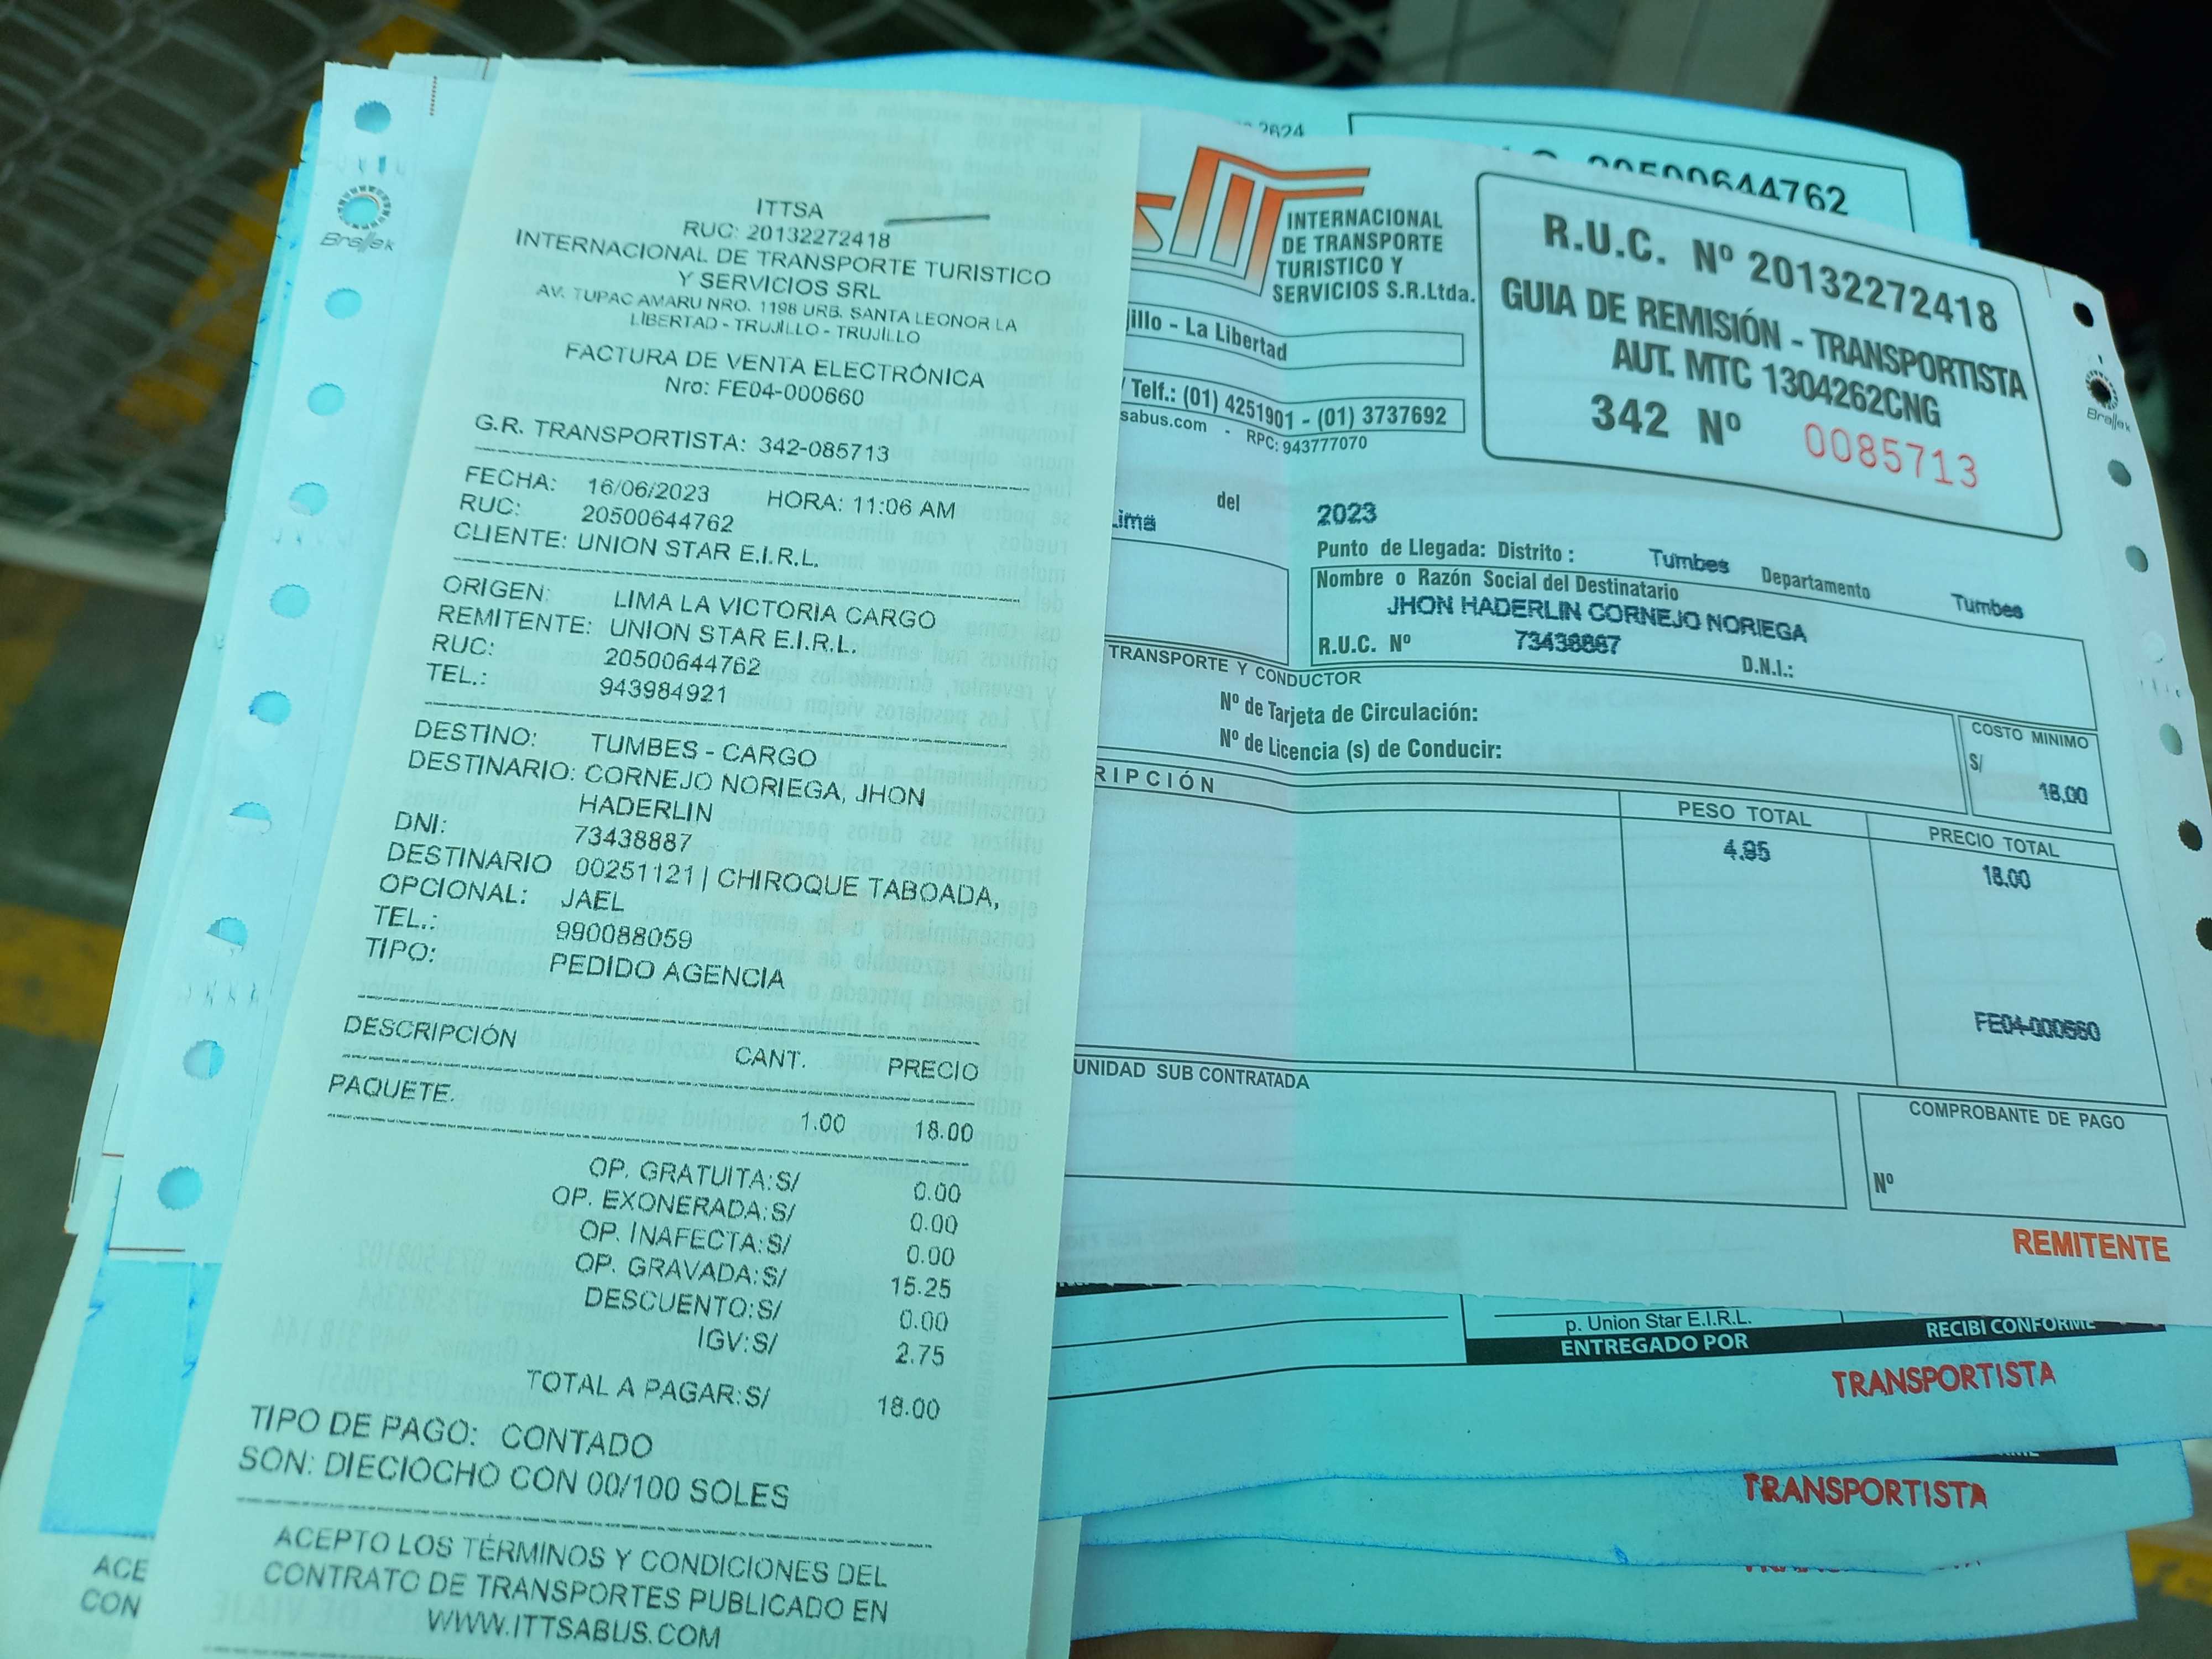 ITTSA
RUC: 20132272418
INTERNACIONAL DE TRANSPORTE TURISTICO
Y SERVICIOS SRL
AV. TUPAC AMARU NRO. 1198 URB. SANTA LEONOR LA
LIBERTAD - TRUJILLO - TRUJILLO
FACTURA DE VENTA ELECTRÓNICA
Nro: FE04-000660
G.R. TRANSPORTISTA: 342-085713
FECHA: 16/06/2023 HORA: 11:06 AM
RUC: 20500644762
CLIENTE: UNION STAR E.I.R.L.
ORIGEN: LIMA LA VICTORIA CARGO
REMITENTE: UNION STAR E.I.R.L.
RUC: 20500644762
TEL.: 943984921
DESTINO: TUMBES - CARGO
DESTINARIO: CORNEJO NORIEGA, JHON
HADERLIN
DNI: 73438887
DESTINARIO 00251121 | CHIROQUE TABOADA,
OPCIONAL: JAEL
TEL.: 990088059
TIPO: PEDIDO AGENCIA
DESCRIPCIÓN CANT. PRECIO
PAQUETE. 1.00 18.00
OP. GRATUITA:S/ 0.00
OP. EXONERADA:S/ 0.00
OP. INAFECTA:S/ 0.00
OP. GRAVADA:S/ 15.25
DESCUENTO:S/ 0.00
IGV:S/ 2.75
TOTAL A PAGAR:S/ 18.00
TIPO DE PAGO: CONTADO
SON: DIECIOCHO CON 00/100 SOLES
ACEPTO LOS TÉRMINOS Y CONDICIONES DEL
CONTRATO DE TRANSPORTES PUBLICADO EN
WWW.ITTSABUS.COM
Brallek
2624
00500644762
INTERNACIONAL
DE TRANSPORTE
TURISTICO Y
SERVICIOS S.R.Ltda.
jillo - La Libertad
/ Telf.: (01) 4251901 - (01) 3737692
sabus.com - RPC: 943777070
R.U.C. Nº 20132272418
GUIA DE REMISIÓN - TRANSPORTISTA
AUT. MTC 1304262CNG
342 Nº 0085713
Brallek
del 2023
Lima
Punto de Llegada: Distrito : Tumbes Departamento Tumbes
Nombre o Razón Social del Destinatario
JHON HADERLIN CORNEJO NORIEGA
R.U.C. Nº 73438887 D.N.I.:
TRANSPORTE Y CONDUCTOR
Nº de Tarjeta de Circulación:
Nº de Licencia (s) de Conducir:
COSTO MINIMO
S/ 18,00
RIPCIÓN
PESO TOTAL
PRECIO TOTAL
4.95
18.00
FE04-000660
UNIDAD SUB CONTRATADA
COMPROBANTE DE PAGO
Nº
REMITENTE
p. Union Star E.I.R.L.
ENTREGADO POR
RECIBI CONFORME
TRANSPORTISTA
TRANSPORTISTA
ACE
CON